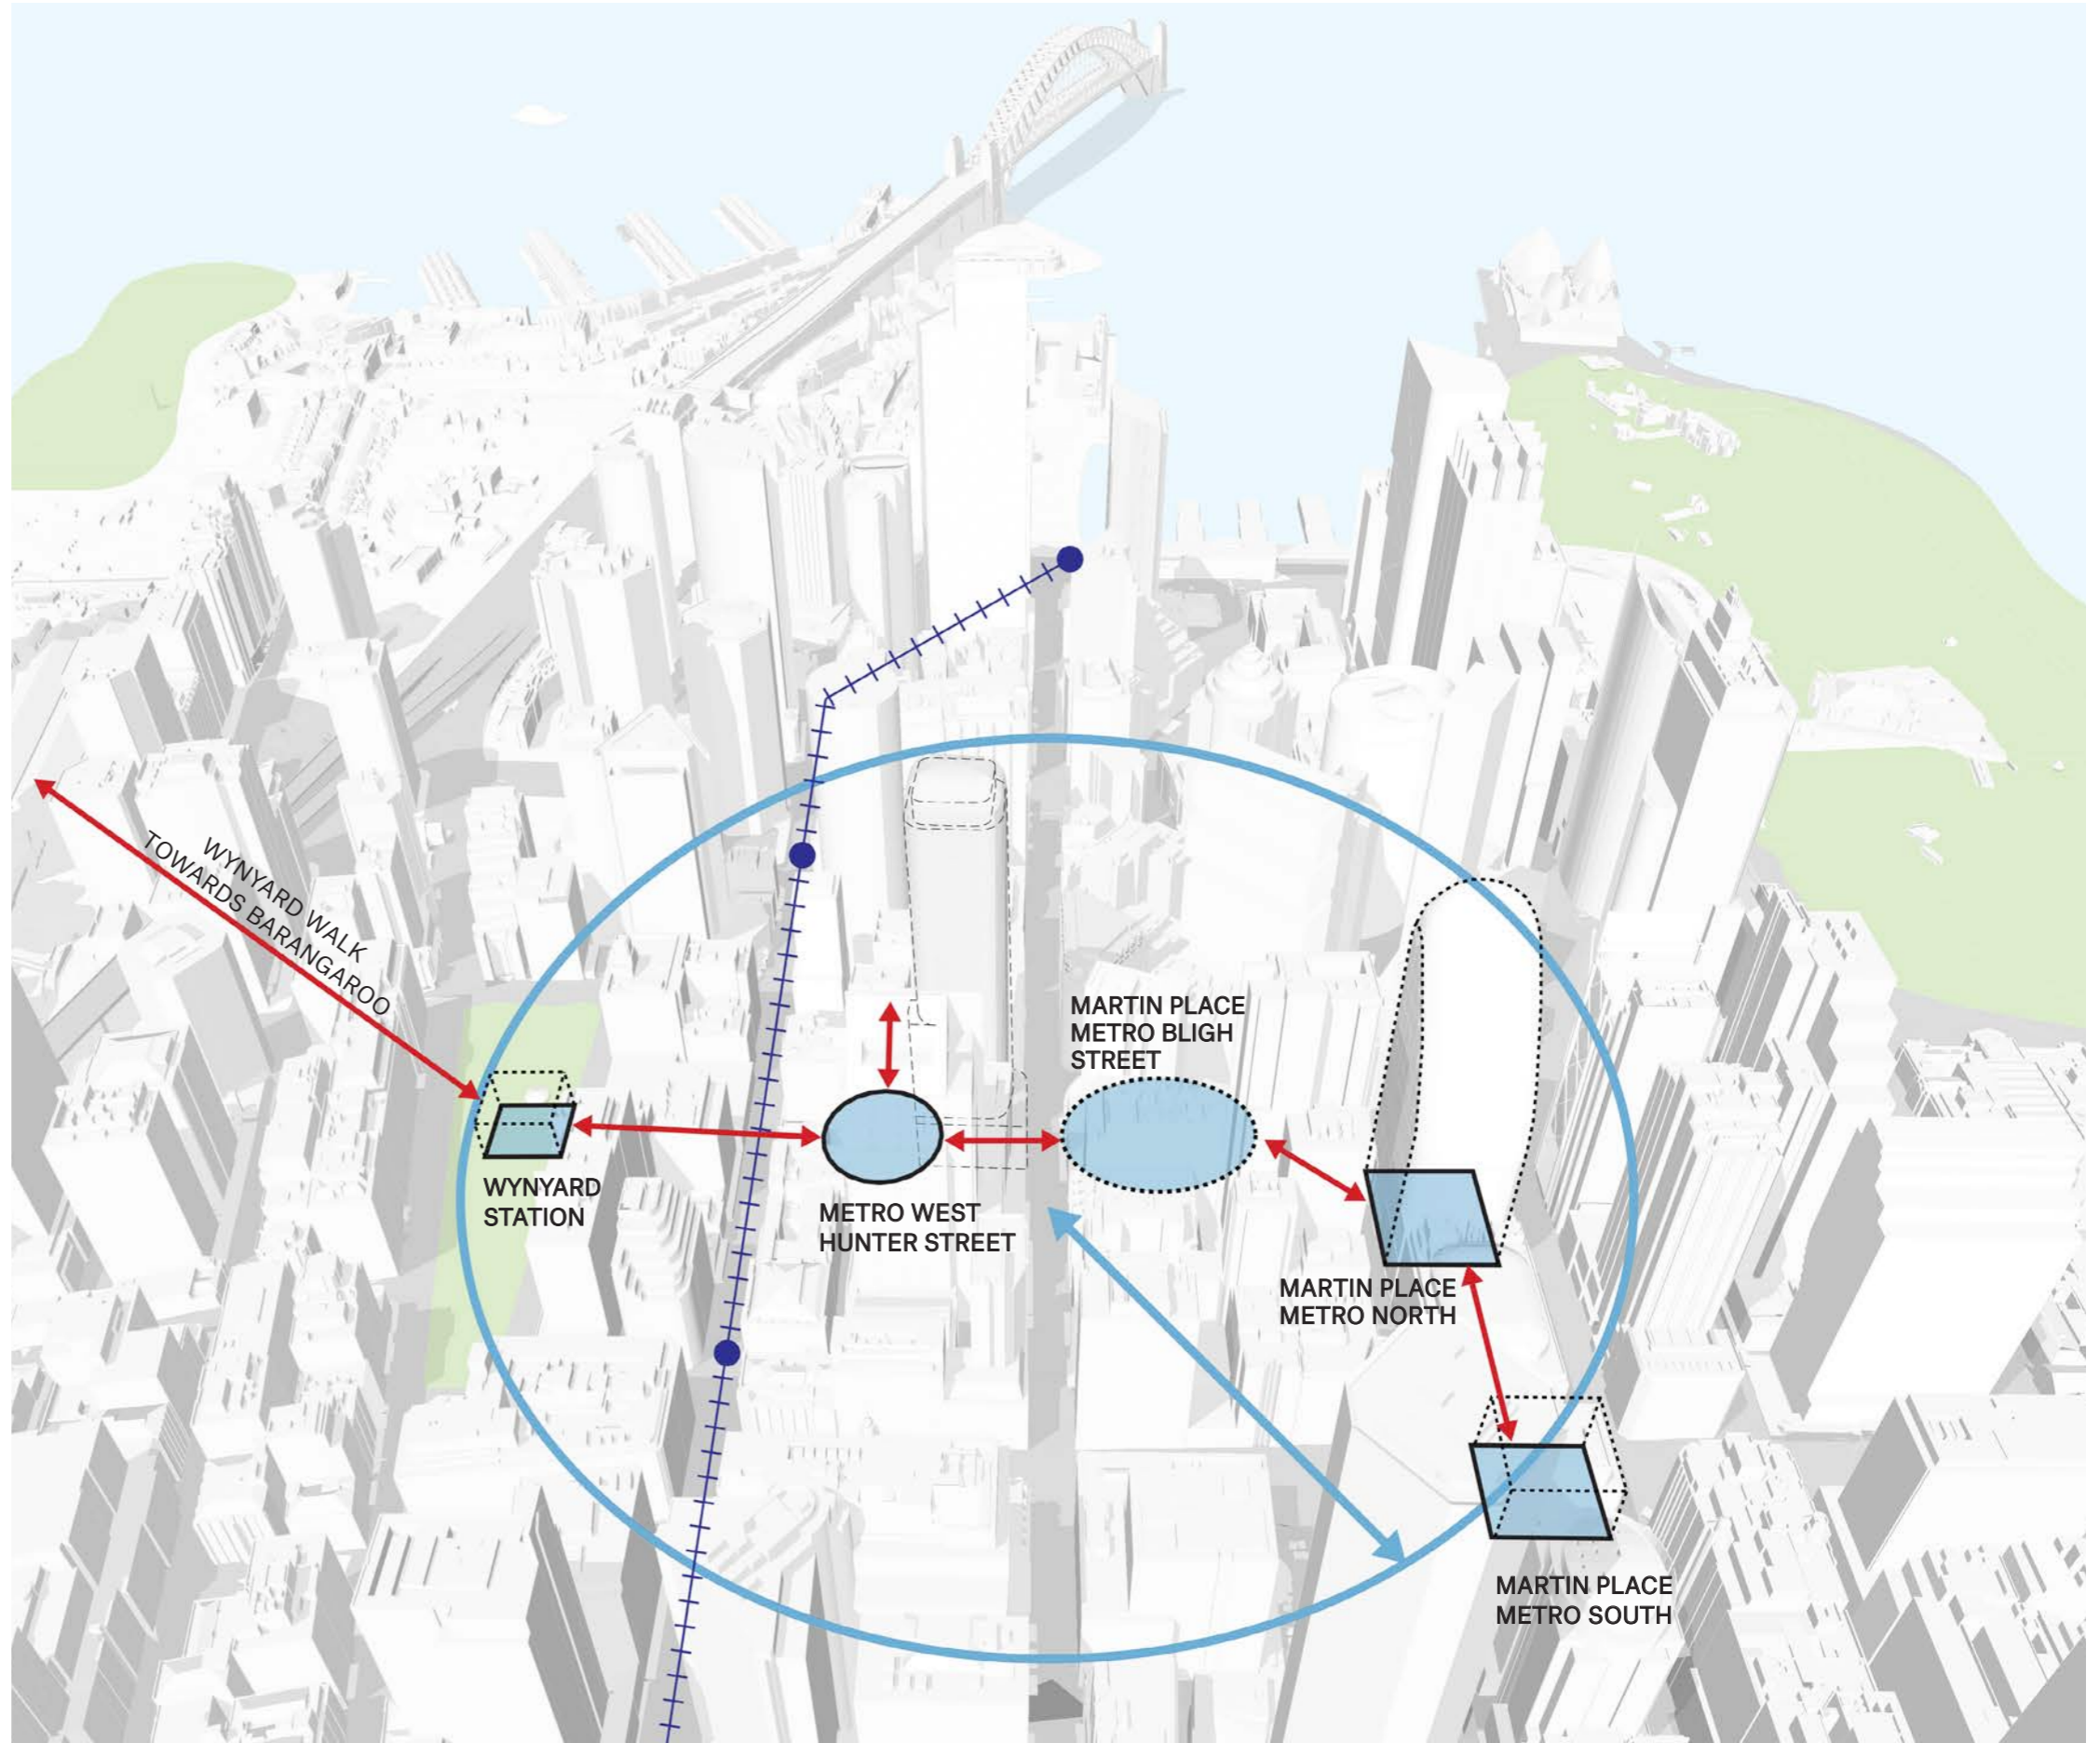 WYNYARD WALK
TOWARDS BARANGAROO
MARTIN PLACE
METRO BLIGH
STREET
WYNYARD
STATION
METRO WEST
HUNTER STREET
MARTIN PLACE
METRO NORTH
MARTIN PLACE
METRO SOUTH